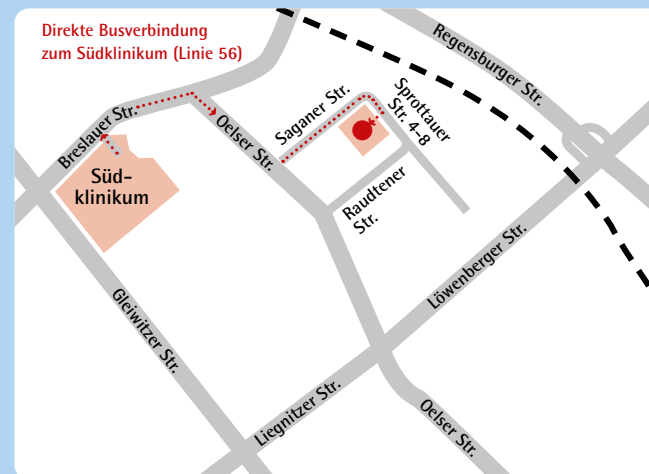 Direkte Busverbindung
zum Südklinikum (Linie 56)
Regensburger Str.
Breslauer Str.
Oelser Str.
Saganer Str.
Sprottauer
Str. 4–8
Süd-
klinikum
Raudtener
Str.
Löwenberger Str.
Gleiwitzer Str.
Liegnitzer Str.
Oelser Str.